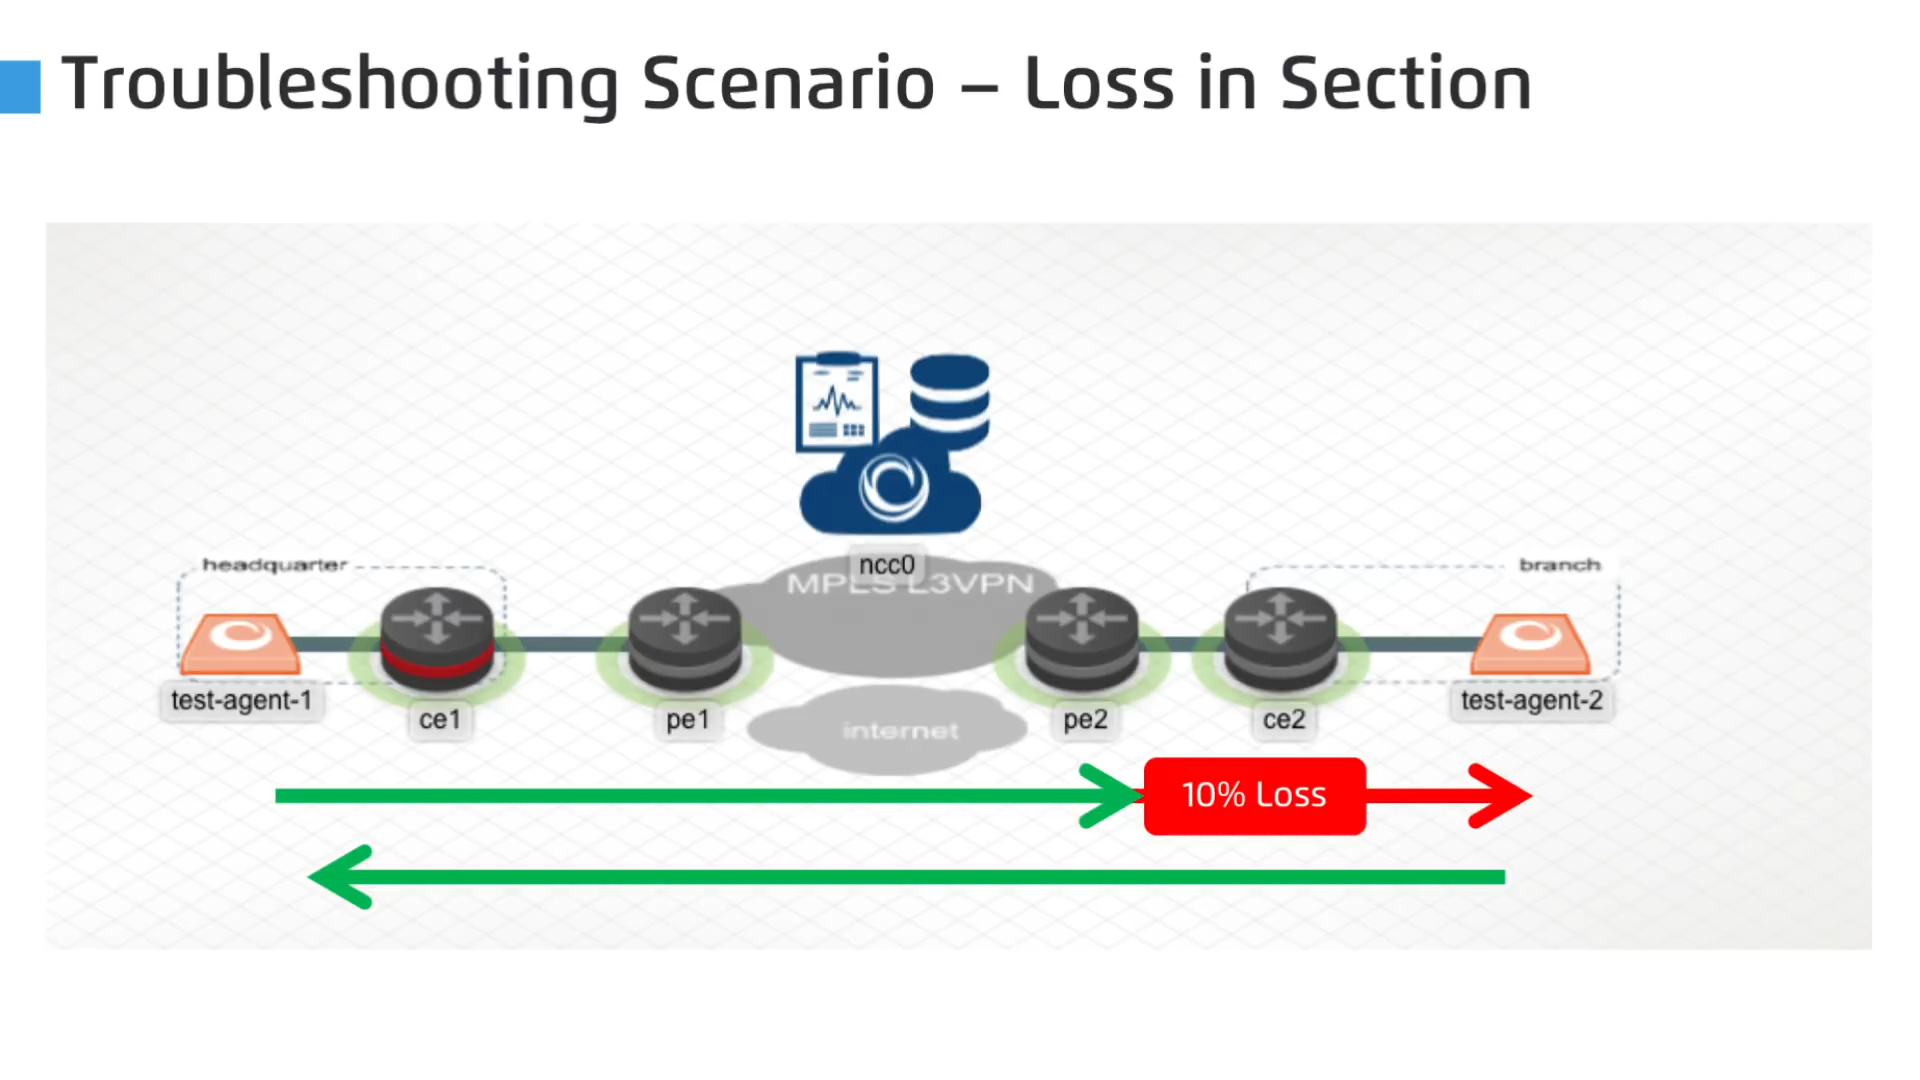 Troubleshooting Scenario – Loss in Section
ncc0
MPLS L3VPN
headquarter
branch
test-agent-1
ce1
pe1
internet
pe2
ce2
test-agent-2
10% Loss